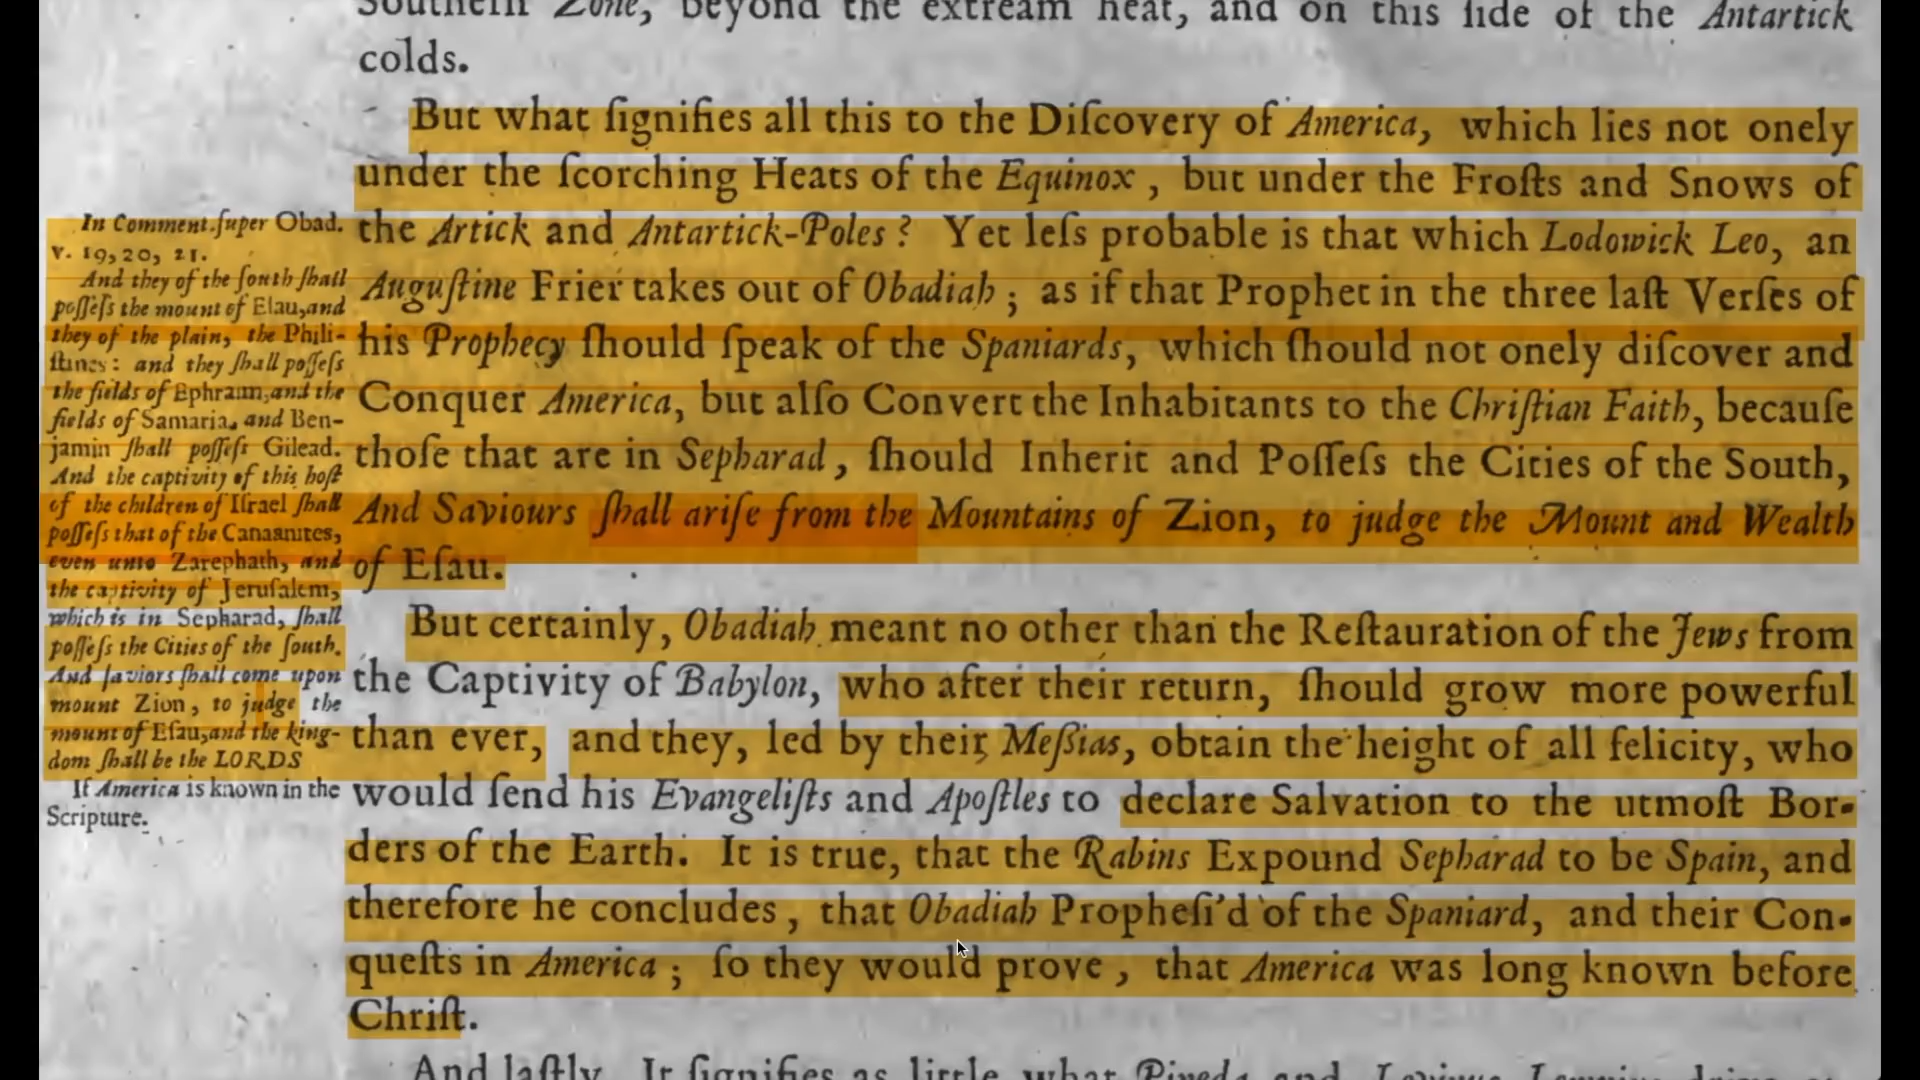 Southern Zone, beyond the extream heat, and on this ſide of the Antartick
colds.
But what ſignifies all this to the Diſcovery of America, which lies not onely
under the ſcorching Heats of the Equinox, but under the Froſts and Snows of
the Artick and Antartick-Poles? Yet leſs probable is that which Lodowick Leo, an
Auguſtine Frier takes out of Obadiah; as if that Prophet in the three laſt Verſes of
his Prophecy ſhould ſpeak of the Spaniards, which ſhould not onely diſcover and
Conquer America, but alſo Convert the Inhabitants to the Chriſtian Faith, becauſe
thoſe that are in Sepharad, ſhould Inherit and Poſſeſs the Cities of the South,
And Saviours ſhall ariſe from the Mountains of Zion, to judge the Mount and Wealth
of Eſau.
But certainly, Obadiah meant no other than the Reſtauration of the Jews from
the Captivity of Babylon, who after their return, ſhould grow more powerful
than ever, and they, led by their Meſsias, obtain the height of all felicity, who
would ſend his Evangeliſts and Apoſtles to declare Salvation to the utmoſt Bor-
ders of the Earth. It is true, that the Rabins Expound Sepharad to be Spain, and
therefore he concludes, that Obadiah Propheſi'd of the Spaniard, and their Con-
queſts in America; ſo they would prove, that America was long known before
Chriſt.
And laſtly, It ſignifies as little what Pineda and
In Comment. ſuper Obad.
v. 19, 20, 21.
And they of the ſouth ſhall
poſſeſs the mount of Eſau, and
they of the plain, the Phili-
ſtines: and they ſhall poſſeſs
the fields of Ephraim, and the
fields of Samaria, and Ben-
jamin ſhall poſſeſs Gilead.
And the captivity of this hoſt
of the children of Iſrael ſhall
poſſeſs that of the Canaanites,
even unto Zarephath, and
the captivity of Jeruſalem,
which is in Sepharad, ſhall
poſſeſs the Cities of the ſouth.
And ſaviors ſhall come upon
mount Zion, to judge the
mount of Eſau, and the king-
dom ſhall be the LORDS
If America is known in the
Scripture.